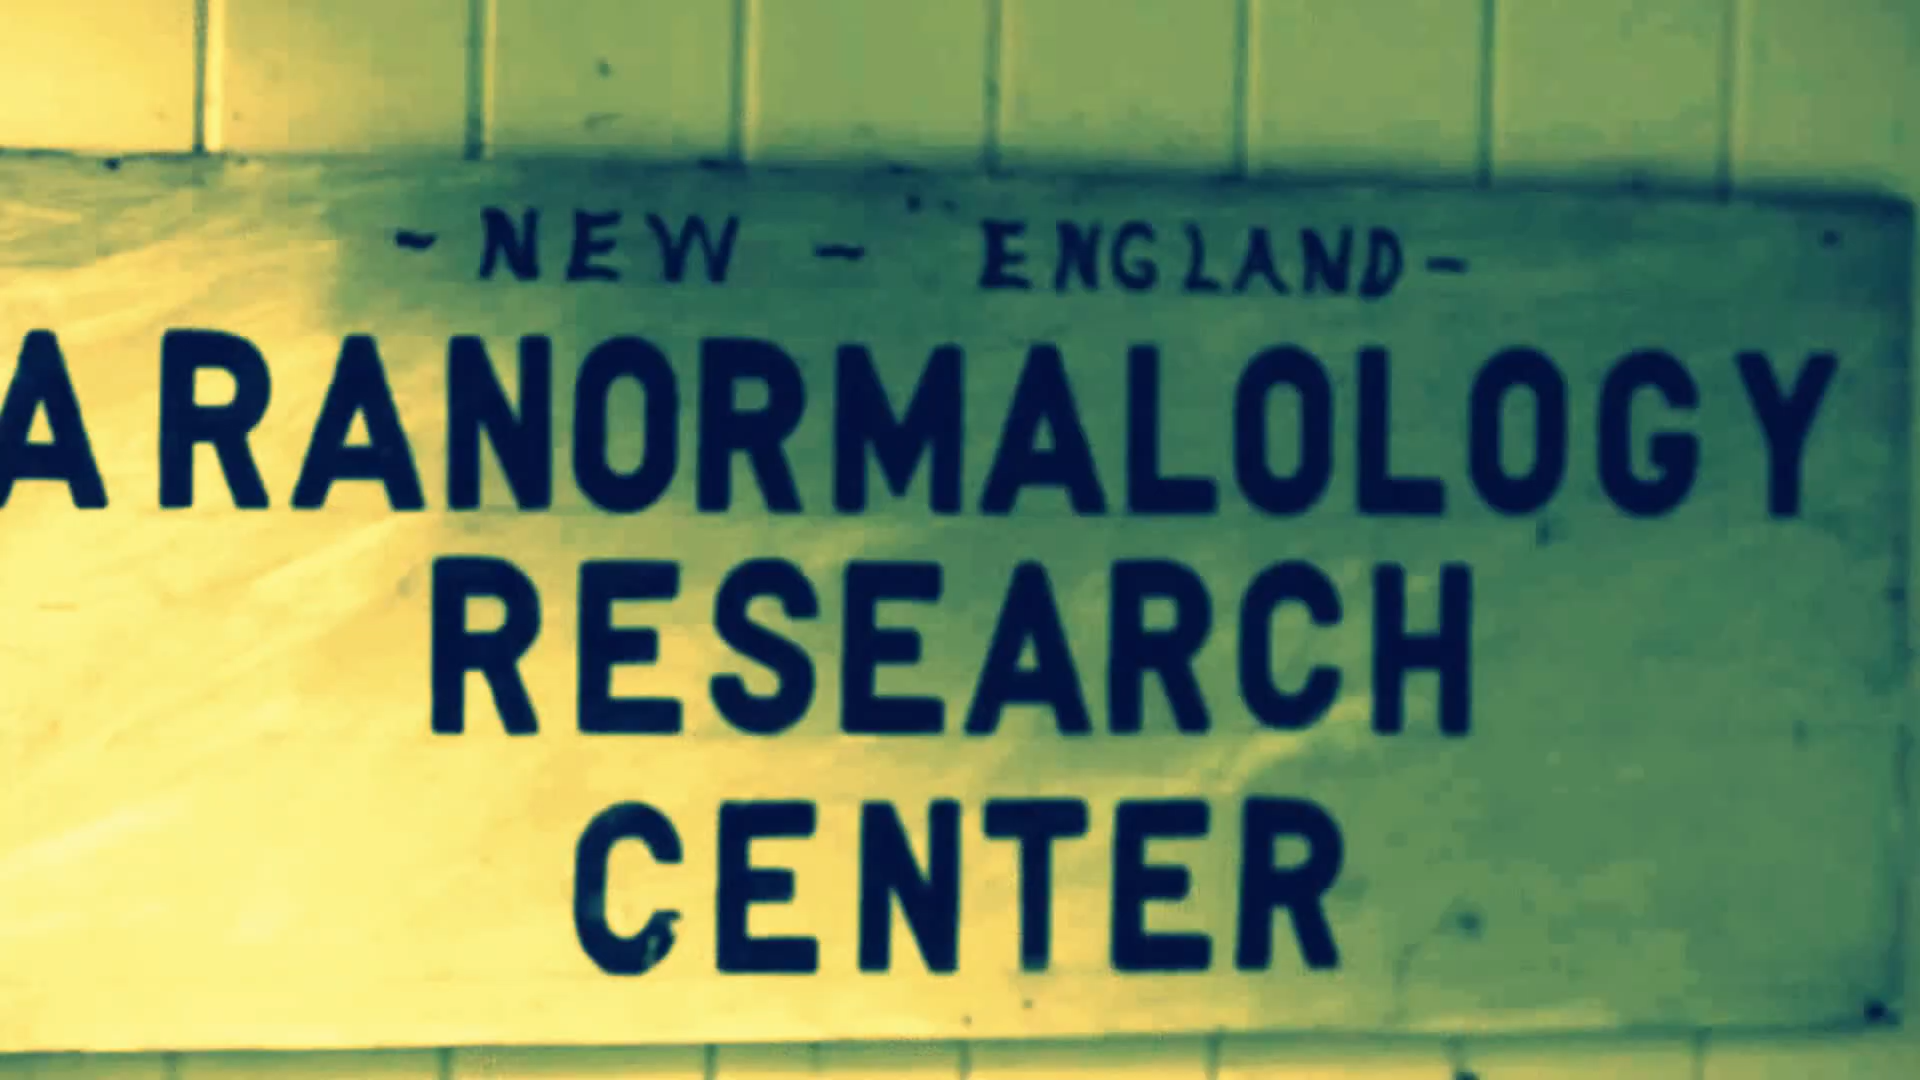 ~ NEW ~ ENGLAND -
ARANORMALOLOGY
RESEARCH
CENTER